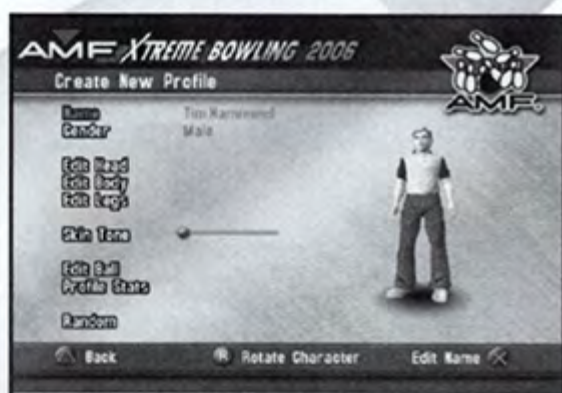 AMF XTREME BOWLING 2006
AMF
Create New Profile
Name
Gender Male
Edit Head
Edit Body
Edit Legs
Skin Tone
Edit Ball
Profile Stats
Random
Back
R Rotate Character
Edit Name